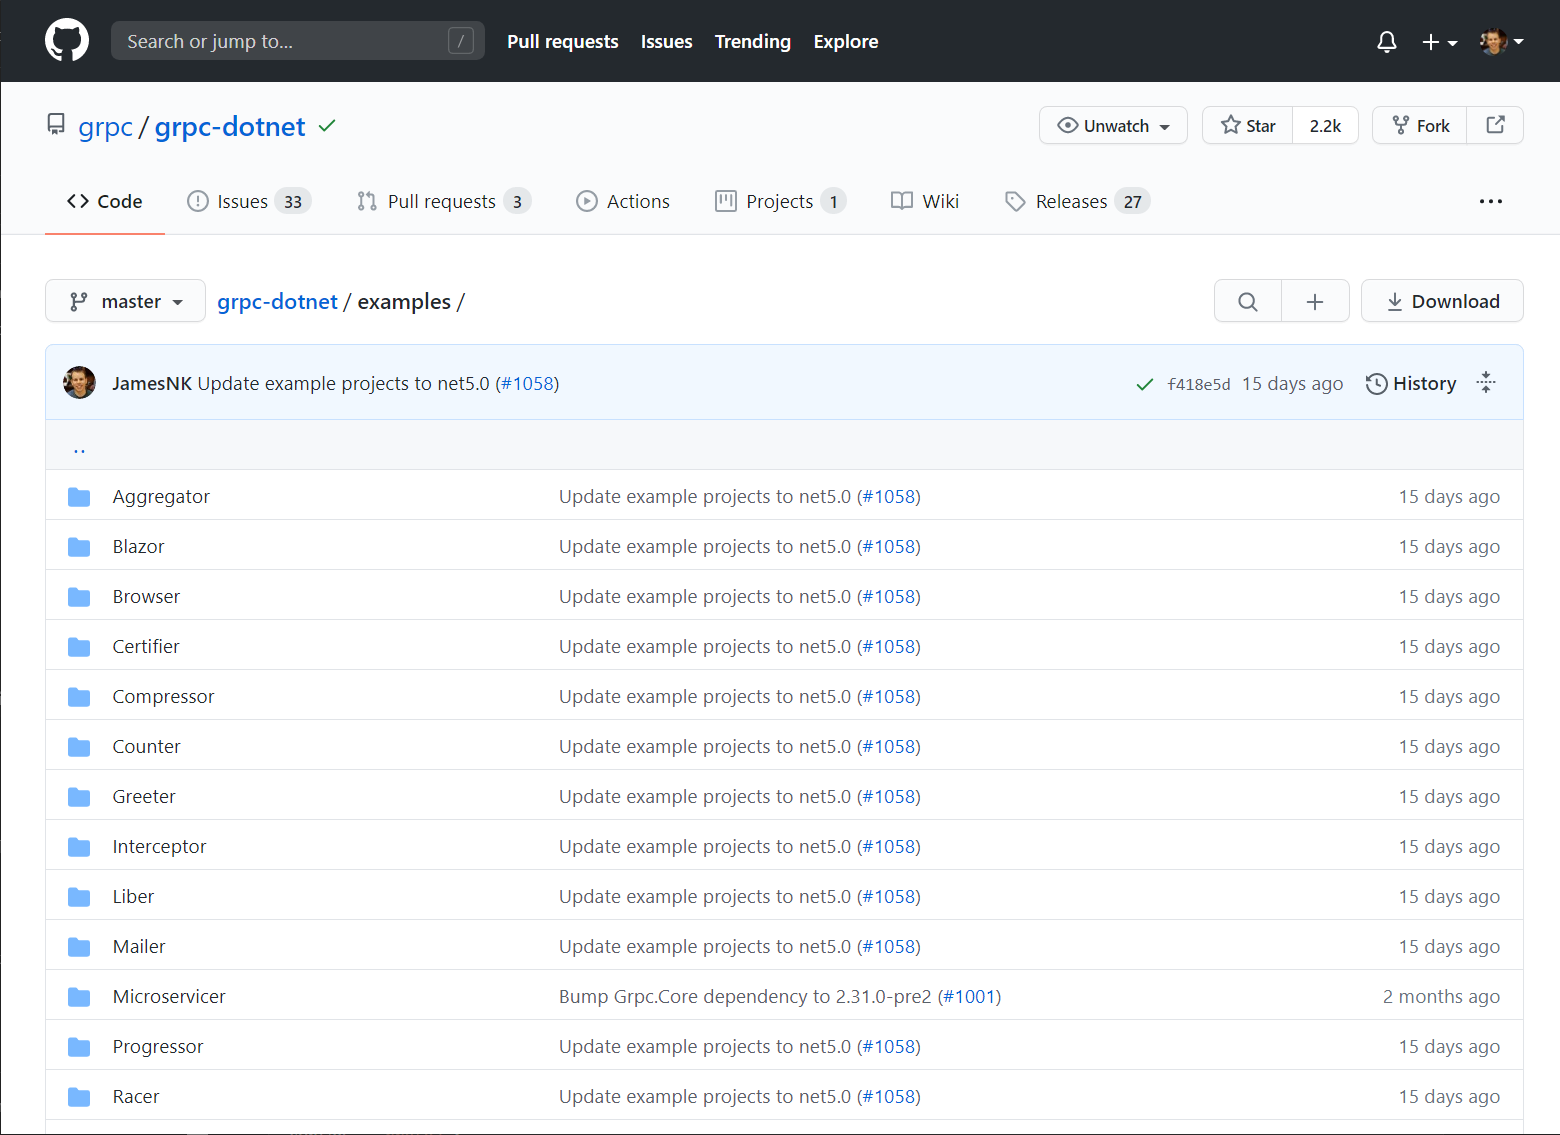 Search or jump to... / Pull requests Issues Trending Explore
grpc / grpc-dotnet Unwatch Star 2.2k Fork
Code Issues 33 Pull requests 3 Actions Projects 1 Wiki Releases 27 ...
master grpc-dotnet / examples / Download
JamesNK Update example projects to net5.0 (#1058) f418e5d 15 days ago History
..
Aggregator Update example projects to net5.0 (#1058) 15 days ago
Blazor Update example projects to net5.0 (#1058) 15 days ago
Browser Update example projects to net5.0 (#1058) 15 days ago
Certifier Update example projects to net5.0 (#1058) 15 days ago
Compressor Update example projects to net5.0 (#1058) 15 days ago
Counter Update example projects to net5.0 (#1058) 15 days ago
Greeter Update example projects to net5.0 (#1058) 15 days ago
Interceptor Update example projects to net5.0 (#1058) 15 days ago
Liber Update example projects to net5.0 (#1058) 15 days ago
Mailer Update example projects to net5.0 (#1058) 15 days ago
Microservicer Bump Grpc.Core dependency to 2.31.0-pre2 (#1001) 2 months ago
Progressor Update example projects to net5.0 (#1058) 15 days ago
Racer Update example projects to net5.0 (#1058) 15 days ago